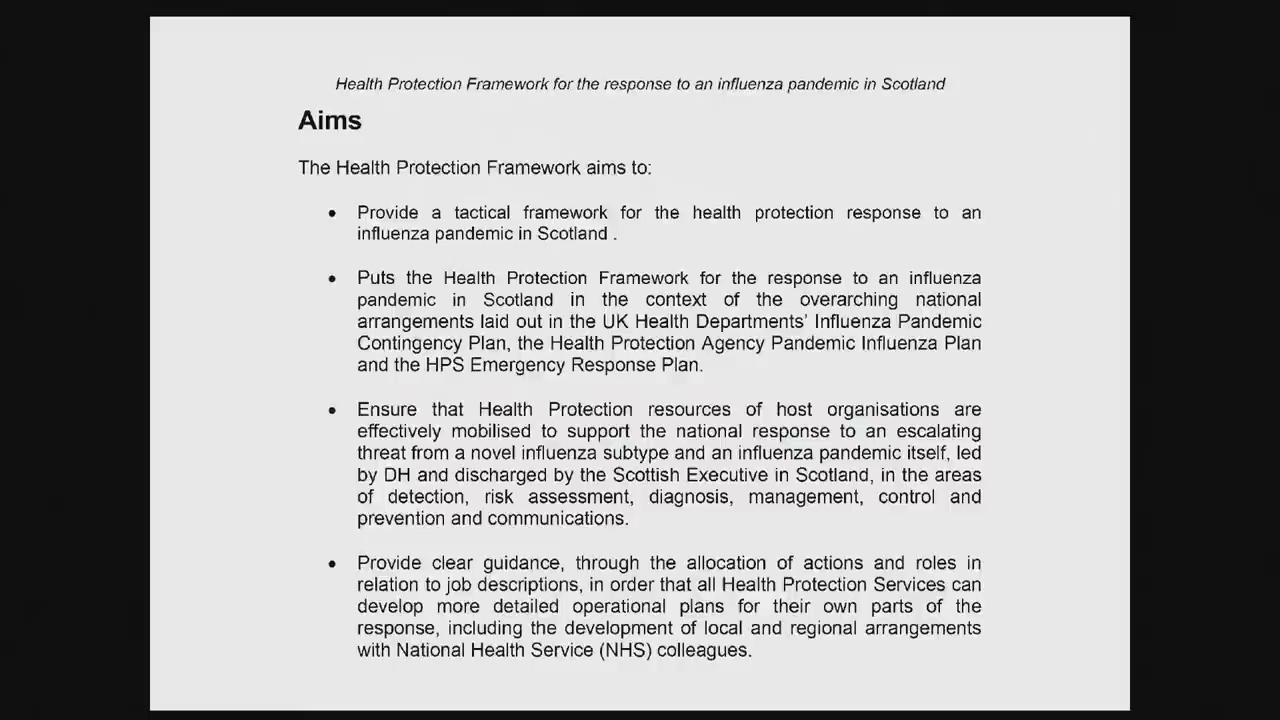 Health Protection Framework for the response to an influenza pandemic in Scotland
Aims
The Health Protection Framework aims to:
• Provide a tactical framework for the health protection response to an
influenza pandemic in Scotland .
• Puts the Health Protection Framework for the response to an influenza
pandemic in Scotland in the context of the overarching national
arrangements laid out in the UK Health Departments’ Influenza Pandemic
Contingency Plan, the Health Protection Agency Pandemic Influenza Plan
and the HPS Emergency Response Plan.
• Ensure that Health Protection resources of host organisations are
effectively mobilised to support the national response to an escalating
threat from a novel influenza subtype and an influenza pandemic itself, led
by DH and discharged by the Scottish Executive in Scotland, in the areas
of detection, risk assessment, diagnosis, management, control and
prevention and communications.
• Provide clear guidance, through the allocation of actions and roles in
relation to job descriptions, in order that all Health Protection Services can
develop more detailed operational plans for their own parts of the
response, including the development of local and regional arrangements
with National Health Service (NHS) colleagues.